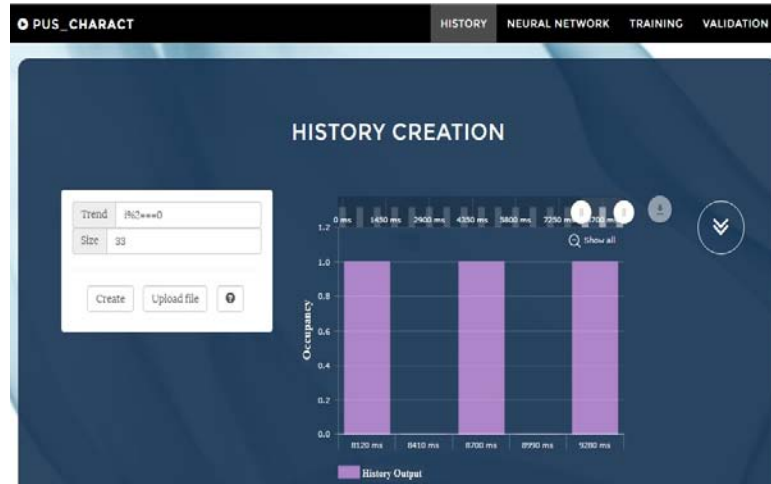 PUS_CHARACT HISTORY NEURAL NETWORK TRAINING VALIDATION
HISTORY CREATION
Trend i%2===0
Size 33
Create Upload file ?
0 ms 1450 ms 2900 ms 4350 ms 5800 ms 7250
Show all
1.2
1.0
0.8
0.6
0.4
0.2
0.0
Occupancy
8120 ms 8410 ms 8700 ms 8990 ms 9280 ms
History Output